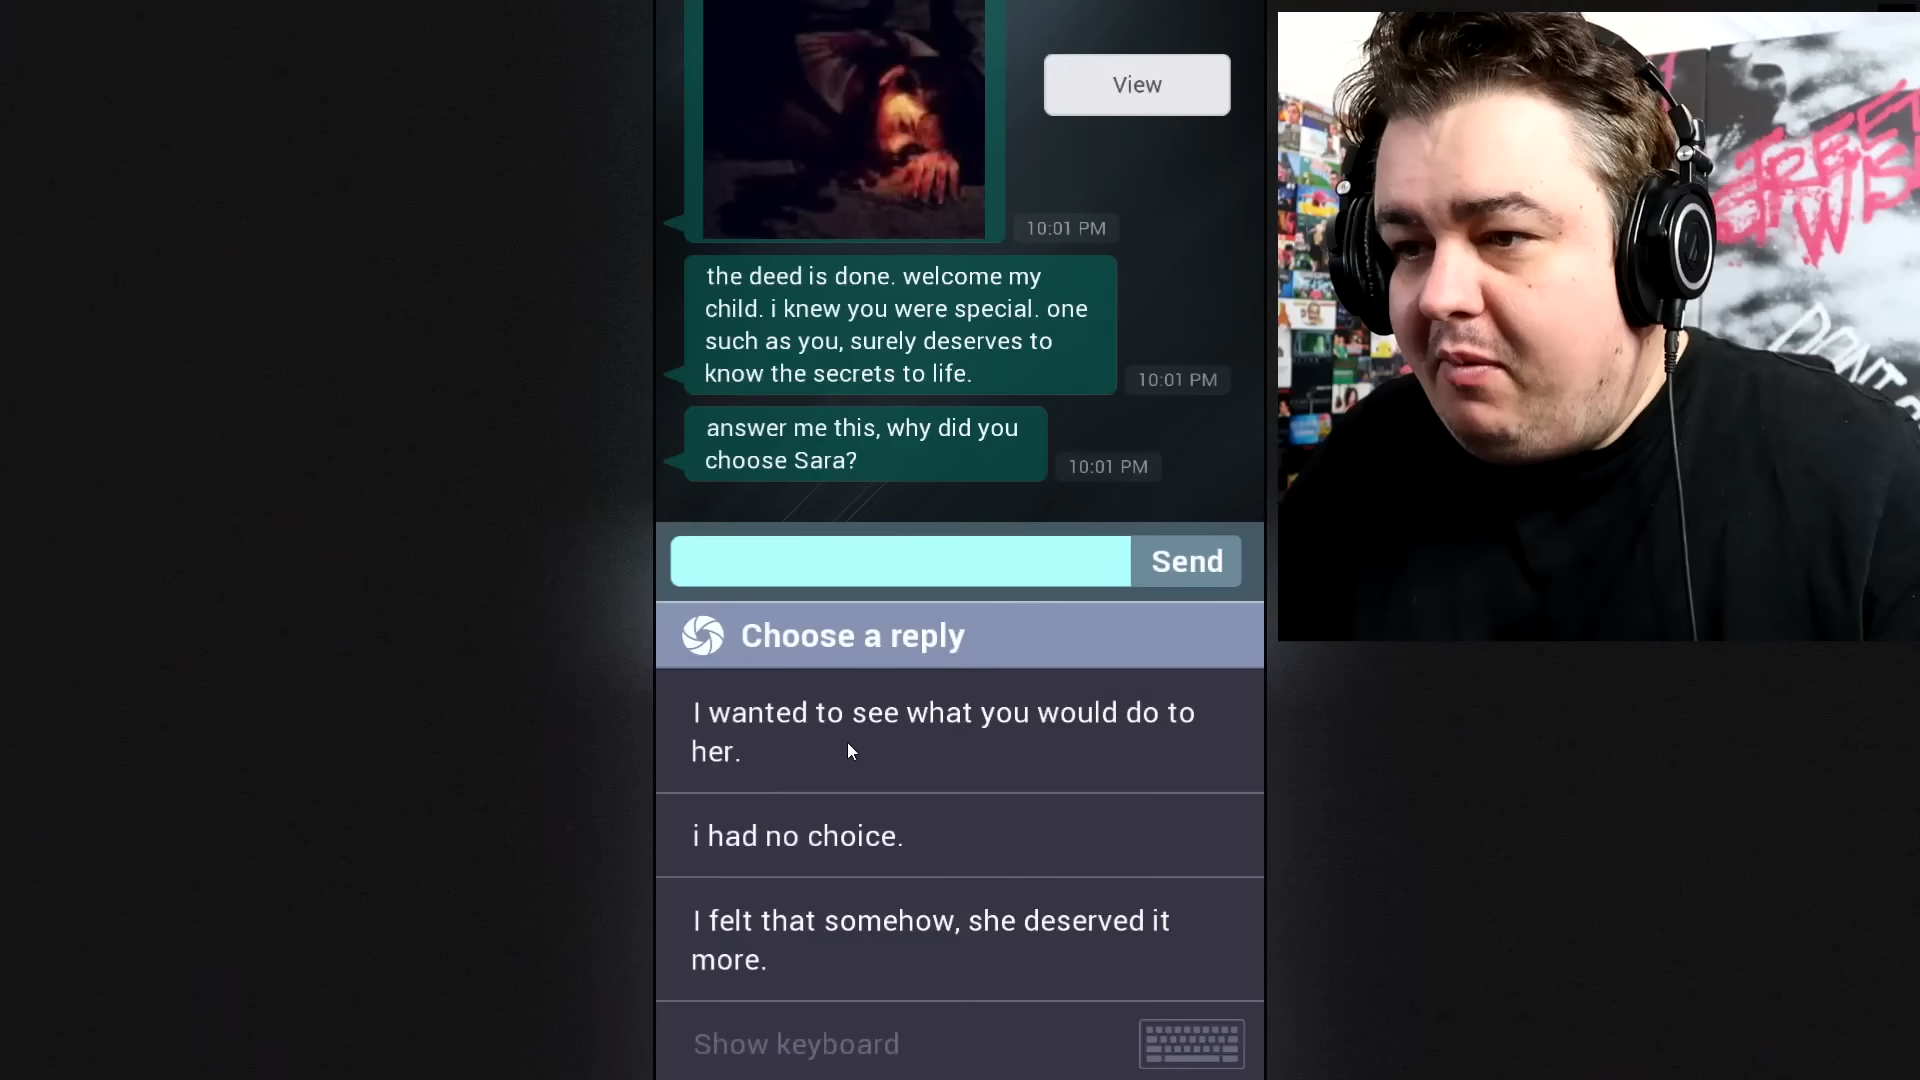 View
10:01 PM
the deed is done. welcome my
child. i knew you were special. one
such as you, surely deserves to
know the secrets to life.
10:01 PM
answer me this, why did you
choose Sara?
10:01 PM
Send
Choose a reply
I wanted to see what you would do to
her.
i had no choice.
I felt that somehow, she deserved it
more.
Show keyboard
DON'T